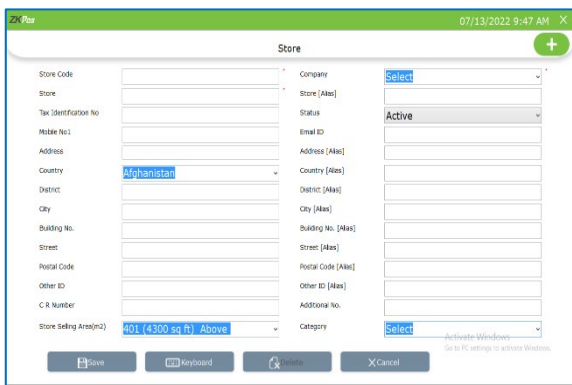 ZKPos 07/13/2022 9:47 AM X
Store +
Store Code * Company Select *
Store * Store [Alias]
Tax Identification No Status Active
Mobile No1 Email ID
Address Address [Alias]
Country Afghanistan Country [Alias]
District District [Alias]
City City [Alias]
Building No. Building No. [Alias]
Street Street [Alias]
Postal Code Postal Code [Alias]
Other ID Other ID [Alias]
C R Number Additional No.
Store Selling Area(m2) 401 (4300 sq ft) Above Category Select
Activate Windows
Go to PC settings to activate Windows.
Save Keyboard Delete Cancel